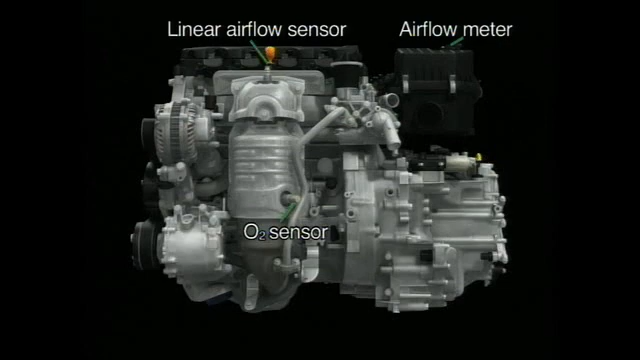 Linear airflow sensor
Airflow meter
O₂ sensor